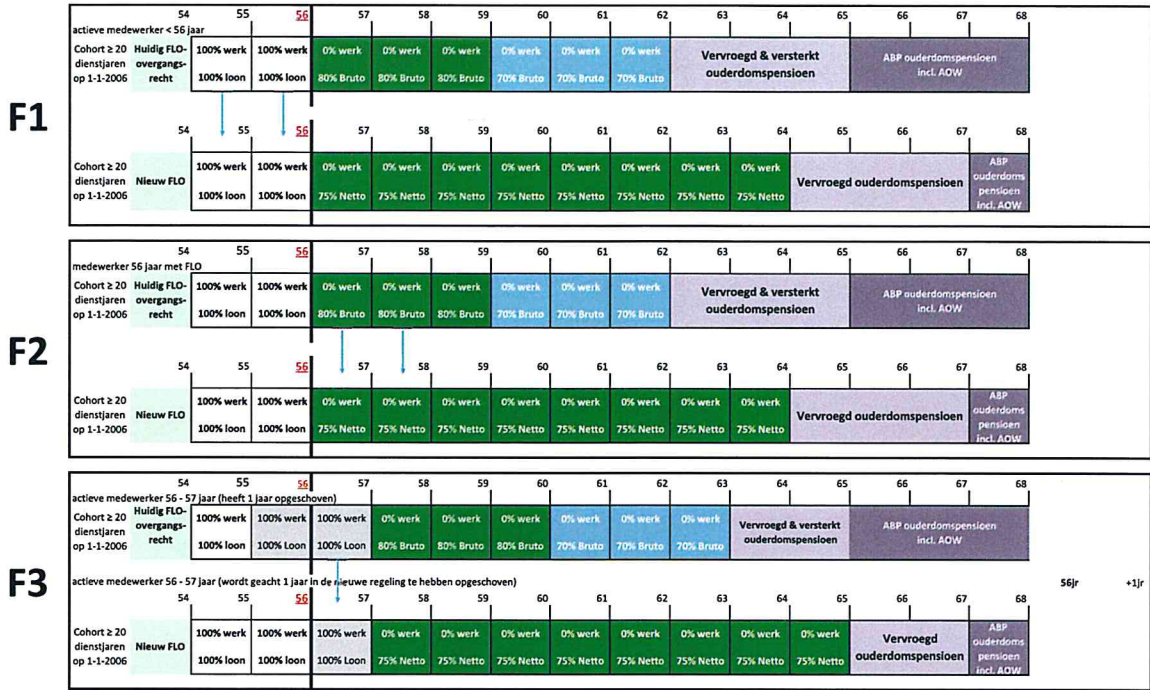 F1
54 55 56 57 58 59 60 61 62 63 64 65 66 67 68
actieve medewerker < 56 jaar
Cohort ≥ 20 Huidig FLO- 100% werk 100% werk 0% werk 0% werk 0% werk 0% werk 0% werk 0% werk Vervroegd & versterkt ABP ouderdomspensioen
dienstjaren overgangs- ouderdomspensioen incl. AOW
op 1-1-2006 recht 100% loon 100% loon 80% Bruto 80% Bruto 80% Bruto 70% Bruto 70% Bruto 70% Bruto
54 55 56 57 58 59 60 61 62 63 64 65 66 67 68
Cohort ≥ 20 100% werk 100% werk 0% werk 0% werk 0% werk 0% werk 0% werk 0% werk 0% werk 0% werk ABP
dienstjaren Nieuw FLO Vervroegd ouderdomspensioen ouderdoms
op 1-1-2006 100% loon 100% loon 75% Netto 75% Netto 75% Netto 75% Netto 75% Netto 75% Netto 75% Netto 75% Netto pensioen
incl. AOW
F2
54 55 56 57 58 59 60 61 62 63 64 65 66 67 68
medewerker 56 jaar met FLO
Cohort ≥ 20 Huidig FLO- 100% werk 100% werk 0% werk 0% werk 0% werk 0% werk 0% werk 0% werk Vervroegd & versterkt ABP ouderdomspensioen
dienstjaren overgangs- ouderdomspensioen incl. AOW
op 1-1-2006 recht 100% loon 100% loon 80% Bruto 80% Bruto 80% Bruto 70% Bruto 70% Bruto 70% Bruto
54 55 56 57 58 59 60 61 62 63 64 65 66 67 68
Cohort ≥ 20 100% werk 100% werk 0% werk 0% werk 0% werk 0% werk 0% werk 0% werk 0% werk 0% werk ABP
dienstjaren Nieuw FLO Vervroegd ouderdomspensioen ouderdoms
op 1-1-2006 100% loon 100% loon 75% Netto 75% Netto 75% Netto 75% Netto 75% Netto 75% Netto 75% Netto 75% Netto pensioen
incl. AOW
F3
54 55 56 57 58 59 60 61 62 63 64 65 66 67 68
actieve medewerker 56 - 57 jaar (heeft 1 jaar opgeschoven)
Cohort ≥ 20 Huidig FLO- 100% werk 100% werk 100% werk 0% werk 0% werk 0% werk 0% werk 0% werk 0% werk Vervroegd & versterkt ABP ouderdomspensioen
dienstjaren overgangs- ouderdomspensioen incl. AOW
op 1-1-2006 recht 100% loon 100% Loon 100% Loon 80% Bruto 80% Bruto 80% Bruto 70% Bruto 70% Bruto 70% Bruto
actieve medewerker 56 - 57 jaar (wordt geacht 1 jaar in de nieuwe regeling te hebben opgeschoven) 56jr +1jr
54 55 56 57 58 59 60 61 62 63 64 65 66 67 68
Cohort ≥ 20 100% werk 100% werk 100% werk 0% werk 0% werk 0% werk 0% werk 0% werk 0% werk 0% werk 0% werk Vervroegd ABP
dienstjaren Nieuw FLO ouderdomspensioen ouderdoms
op 1-1-2006 100% loon 100% loon 100% Loon 75% Netto 75% Netto 75% Netto 75% Netto 75% Netto 75% Netto 75% Netto 75% Netto pensioen
incl. AOW